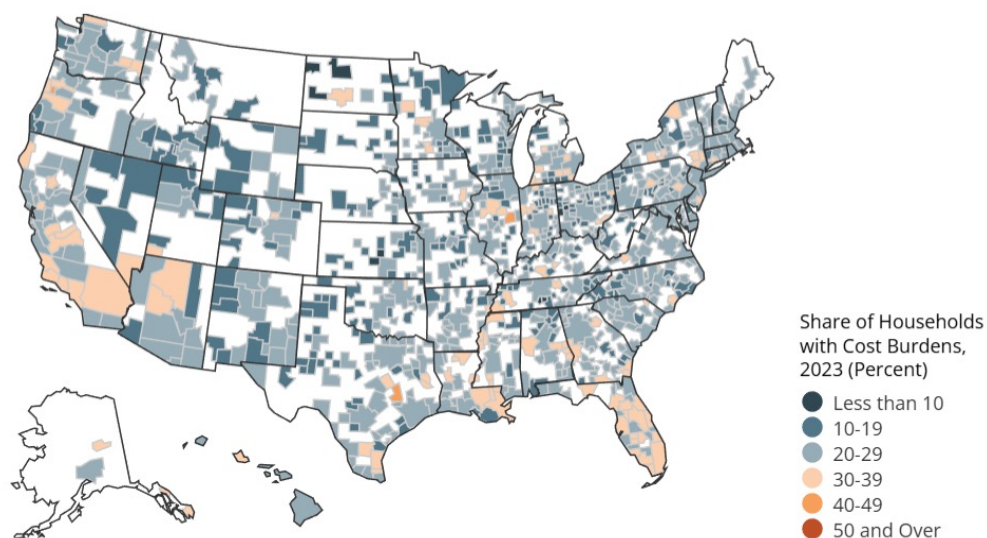 Share of Households
with Cost Burdens,
2023 (Percent)
Less than 10
10-19
20-29
30-39
40-49
50 and Over